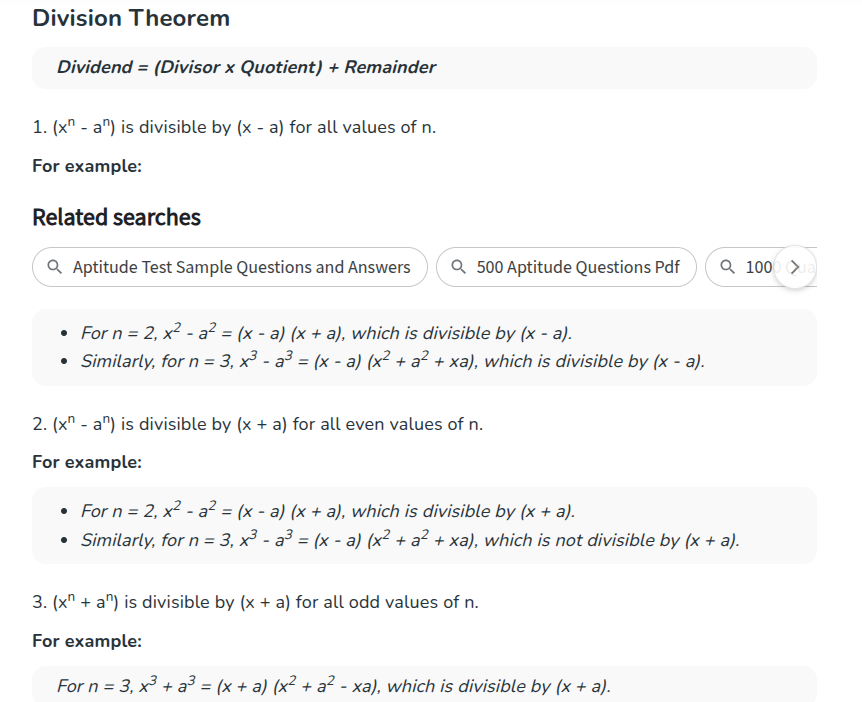 Division Theorem
Dividend = (Divisor x Quotient) + Remainder
1. (xⁿ - aⁿ) is divisible by (x - a) for all values of n.
For example:
Related searches
Aptitude Test Sample Questions and Answers
500 Aptitude Questions Pdf
• For n = 2, x² - a² = (x - a) (x + a), which is divisible by (x - a).
• Similarly, for n = 3, x³ - a³ = (x - a) (x² + a² + xa), which is divisible by (x - a).
2. (xⁿ - aⁿ) is divisible by (x + a) for all even values of n.
For example:
• For n = 2, x² - a² = (x - a) (x + a), which is divisible by (x + a).
• Similarly, for n = 3, x³ - a³ = (x - a) (x² + a² + xa), which is not divisible by (x + a).
3. (xⁿ + aⁿ) is divisible by (x + a) for all odd values of n.
For example:
For n = 3, x³ + a³ = (x + a) (x² + a² - xa), which is divisible by (x + a).